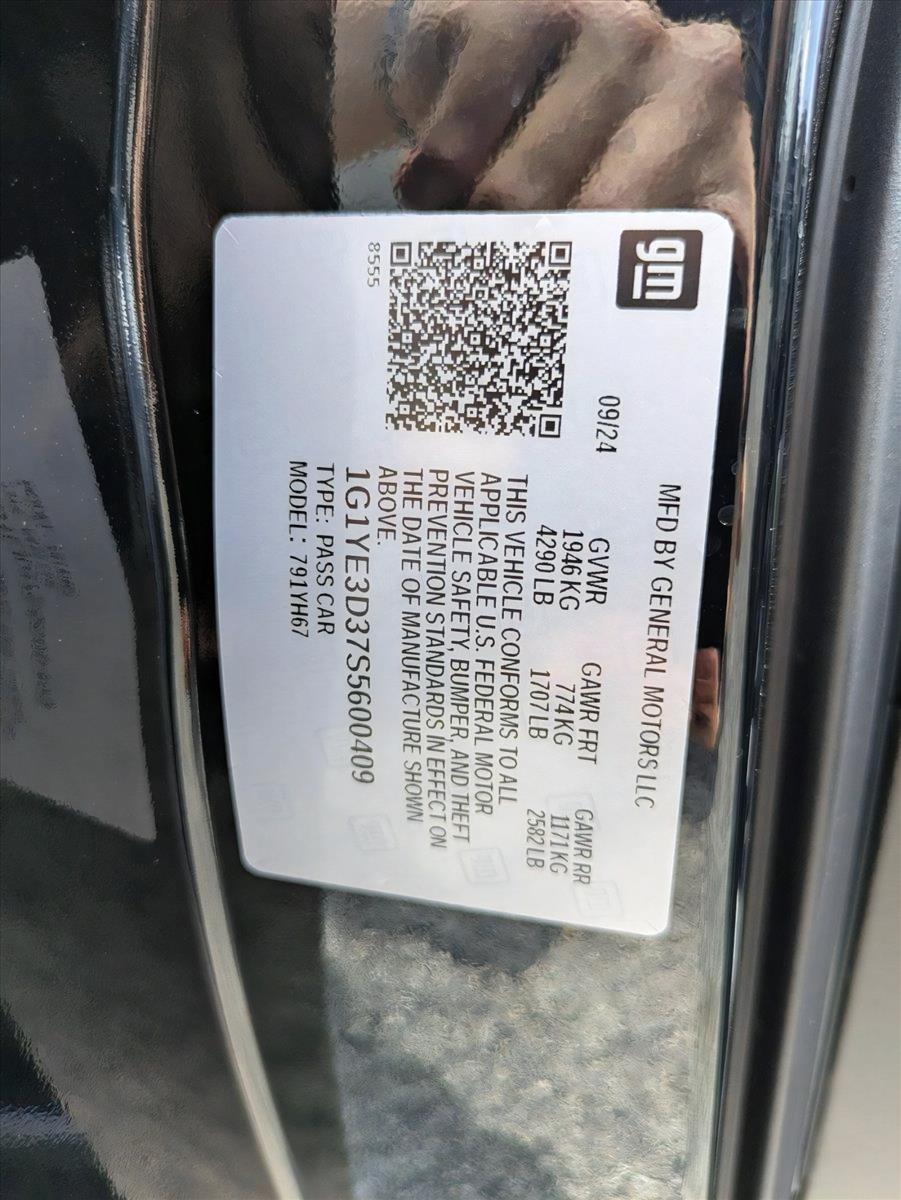 gm
MFD BY GENERAL MOTORS LLC
09/24
GVWR GAWR FRT GAWR RR
1946 KG 774 KG 1171 KG
4290 LB 1707 LB 2582 LB
THIS VEHICLE CONFORMS TO ALL
APPLICABLE U.S. FEDERAL MOTOR
VEHICLE SAFETY, BUMPER, AND THEFT
PREVENTION STANDARDS IN EFFECT ON
THE DATE OF MANUFACTURE SHOWN
ABOVE.
1G1YE3D37S5600409
TYPE: PASS CAR
MODEL: 791YH67
8555